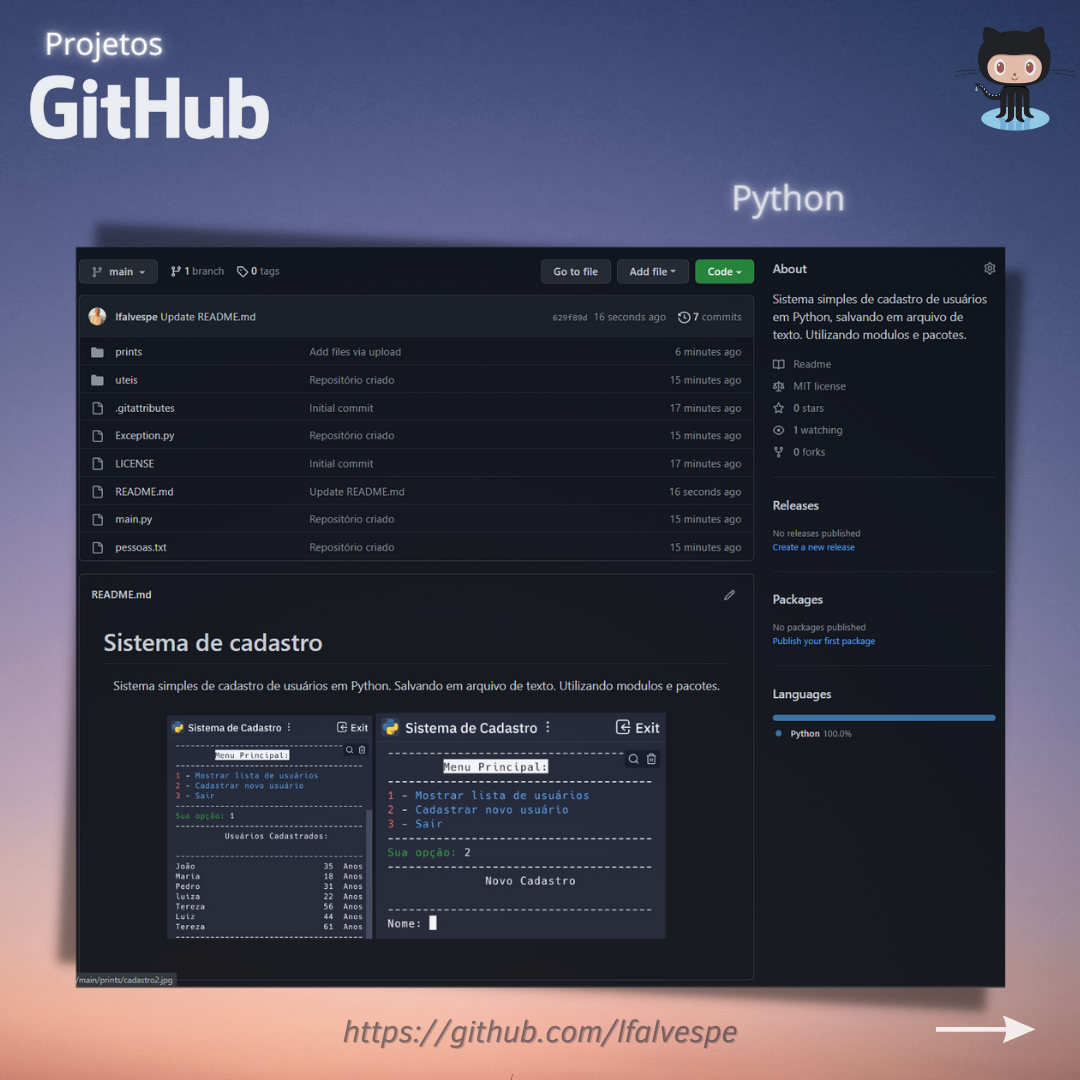 Projetos
GitHub
Python
main
1 branch
0 tags
Go to file
Add file
Code
lfalvespe Update README.md
629f89d 16 seconds ago
7 commits
prints Add files via upload 6 minutes ago
uteis Repositório criado 15 minutes ago
.gitattributes Initial commit 17 minutes ago
Exception.py Repositório criado 15 minutes ago
LICENSE Initial commit 17 minutes ago
README.md Update README.md 16 seconds ago
main.py Repositório criado 15 minutes ago
pessoas.txt Repositório criado 15 minutes ago
README.md
Sistema de cadastro
Sistema simples de cadastro de usuários em Python. Salvando em arquivo de texto. Utilizando modulos e pacotes.
Sistema de Cadastro
Exit
Menu Principal:
1 - Mostrar lista de usuários
2 - Cadastrar novo usuário
3 - Sair
Sua opção: 1
Usuários Cadastrados:
João 35 Anos
Maria 18 Anos
Pedro 31 Anos
luiza 22 Anos
Tereza 56 Anos
Luiz 44 Anos
Tereza 61 Anos
Sistema de Cadastro
Exit
Menu Principal:
1 - Mostrar lista de usuários
2 - Cadastrar novo usuário
3 - Sair
Sua opção: 2
Novo Cadastro
Nome:
/main/prints/cadastro2.jpg
About
Sistema simples de cadastro de usuários
em Python, salvando em arquivo de
texto. Utilizando modulos e pacotes.
Readme
MIT license
0 stars
1 watching
0 forks
Releases
No releases published
Create a new release
Packages
No packages published
Publish your first package
Languages
Python 100.0%
https://github.com/lfalvespe